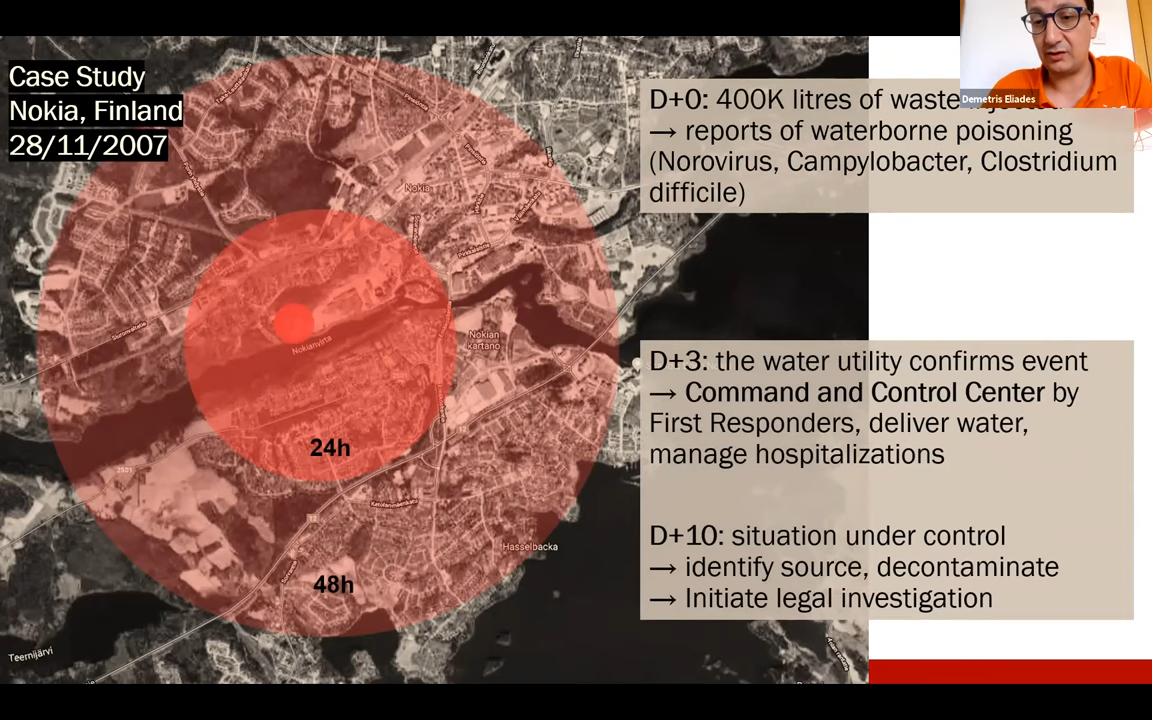 Case Study
Nokia, Finland
28/11/2007
D+0: 400K litres of waste
→ reports of waterborne poisoning
(Norovirus, Campylobacter, Clostridium
difficile)
Demetris Eliades
D+3: the water utility confirms event
→ Command and Control Center by
First Responders, deliver water,
manage hospitalizations
D+10: situation under control
→ identify source, decontaminate
→ Initiate legal investigation
24h
48h
Nokia
Nokianvirta
Nokian
kartano
Hasselbacka
Teernijärvi
2501